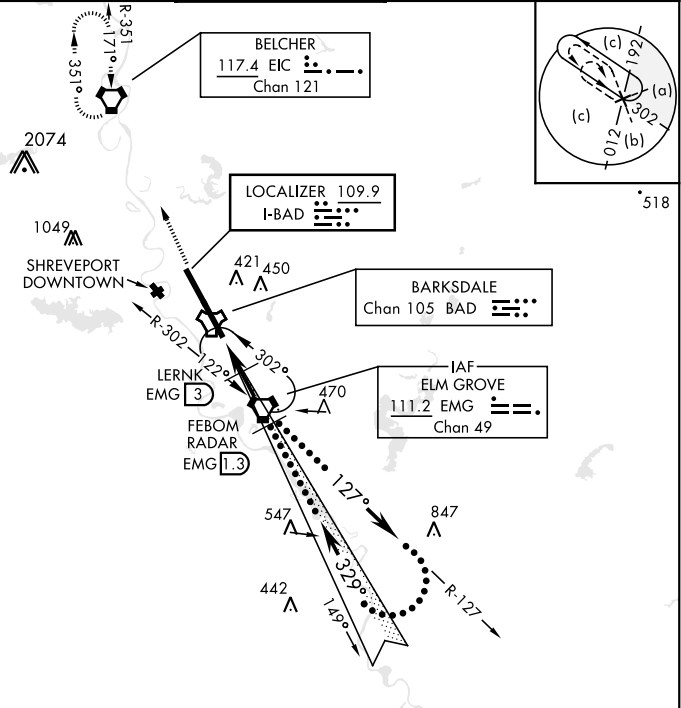 R-351
171°
351°
BELCHER
117.4 EIC
Chan 121
(c)
192
(a)
302
(c)
012
(b)
518
2074
LOCALIZER 109.9
I-BAD
1049
SHREVEPORT
DOWNTOWN
421
450
BARKSDALE
Chan 105 BAD
R-302
122°
302°
LERNK
EMG 3
IAF
ELM GROVE
111.2 EMG
Chan 49
470
FEBOM
RADAR
EMG 1.3
127°
547
847
329°
442
149°
R-127